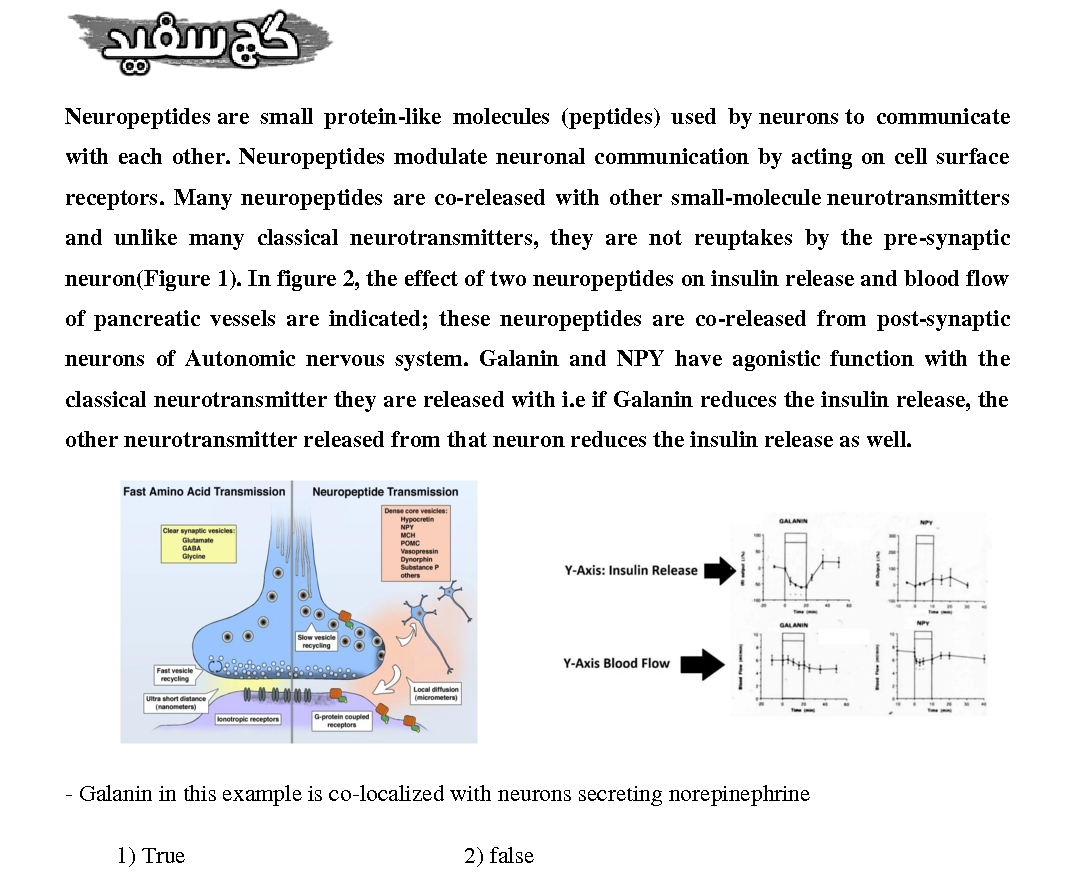 گچ سفید
Neuropeptides are small protein-like molecules (peptides) used by neurons to communicate
with each other. Neuropeptides modulate neuronal communication by acting on cell surface
receptors. Many neuropeptides are co-released with other small-molecule neurotransmitters
and unlike many classical neurotransmitters, they are not reuptakes by the pre-synaptic
neuron(Figure 1). In figure 2, the effect of two neuropeptides on insulin release and blood flow
of pancreatic vessels are indicated; these neuropeptides are co-released from post-synaptic
neurons of Autonomic nervous system. Galanin and NPY have agonistic function with the
classical neurotransmitter they are released with i.e if Galanin reduces the insulin release, the
other neurotransmitter released from that neuron reduces the insulin release as well.
Fast Amino Acid Transmission
Neuropeptide Transmission
Clear synaptic vesicles:
Glutamate
GABA
Glycine
Dense core vesicles:
Hypocretin
NPY
MCH
POMC
Vasopressin
Dynorphin
Substance P
others
Slow vesicle
recycling
Fast vesicle
recycling
Ultra short distance
(nanometers)
Ionotropic receptors
G-protein coupled
receptors
Local diffusion
(micrometers)
Y-Axis: Insulin Release
GALANIN
Time (min)
NPY
Time (min)
Y-Axis Blood Flow
GALANIN
Time (min)
NPY
Time (min)
- Galanin in this example is co-localized with neurons secreting norepinephrine
1) True 2) false